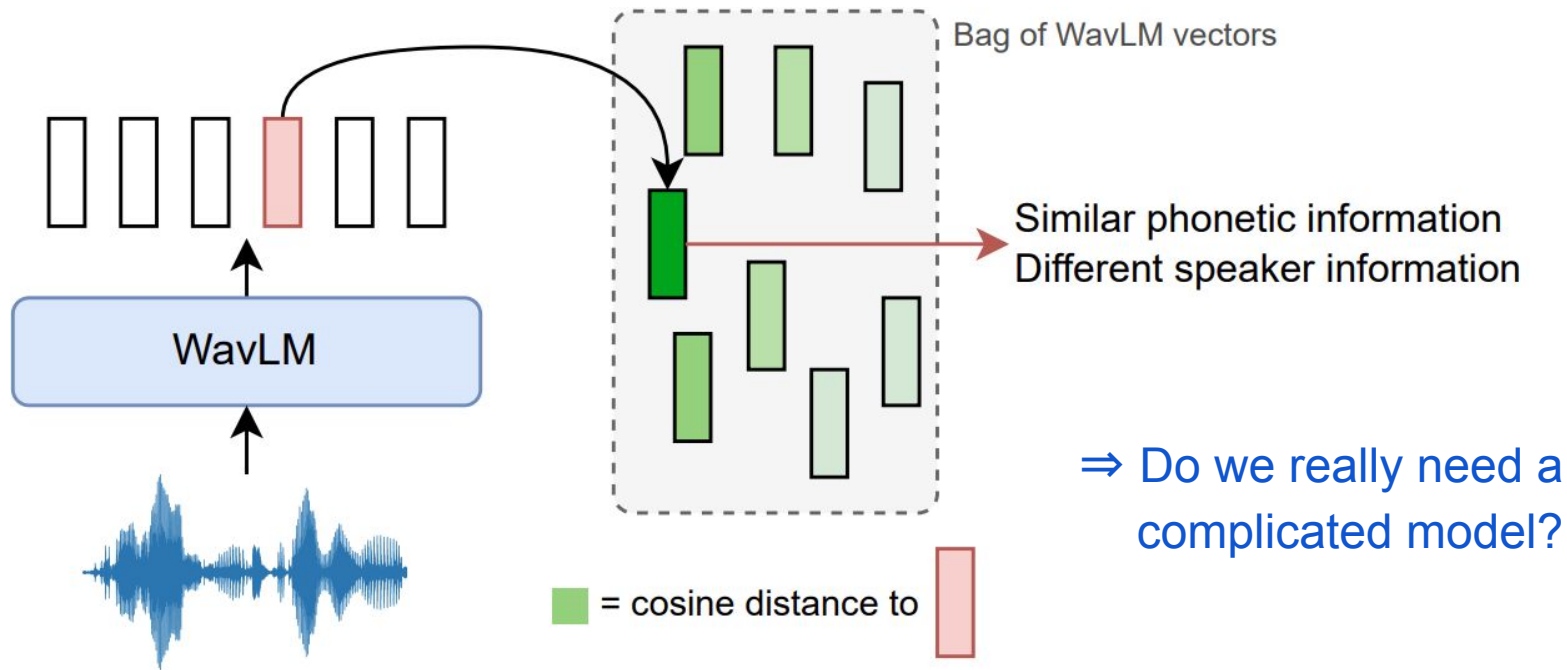 Bag of WavLM vectors
Similar phonetic information
Different speaker information
WavLM
⇒ Do we really need a
complicated model?
= cosine distance to